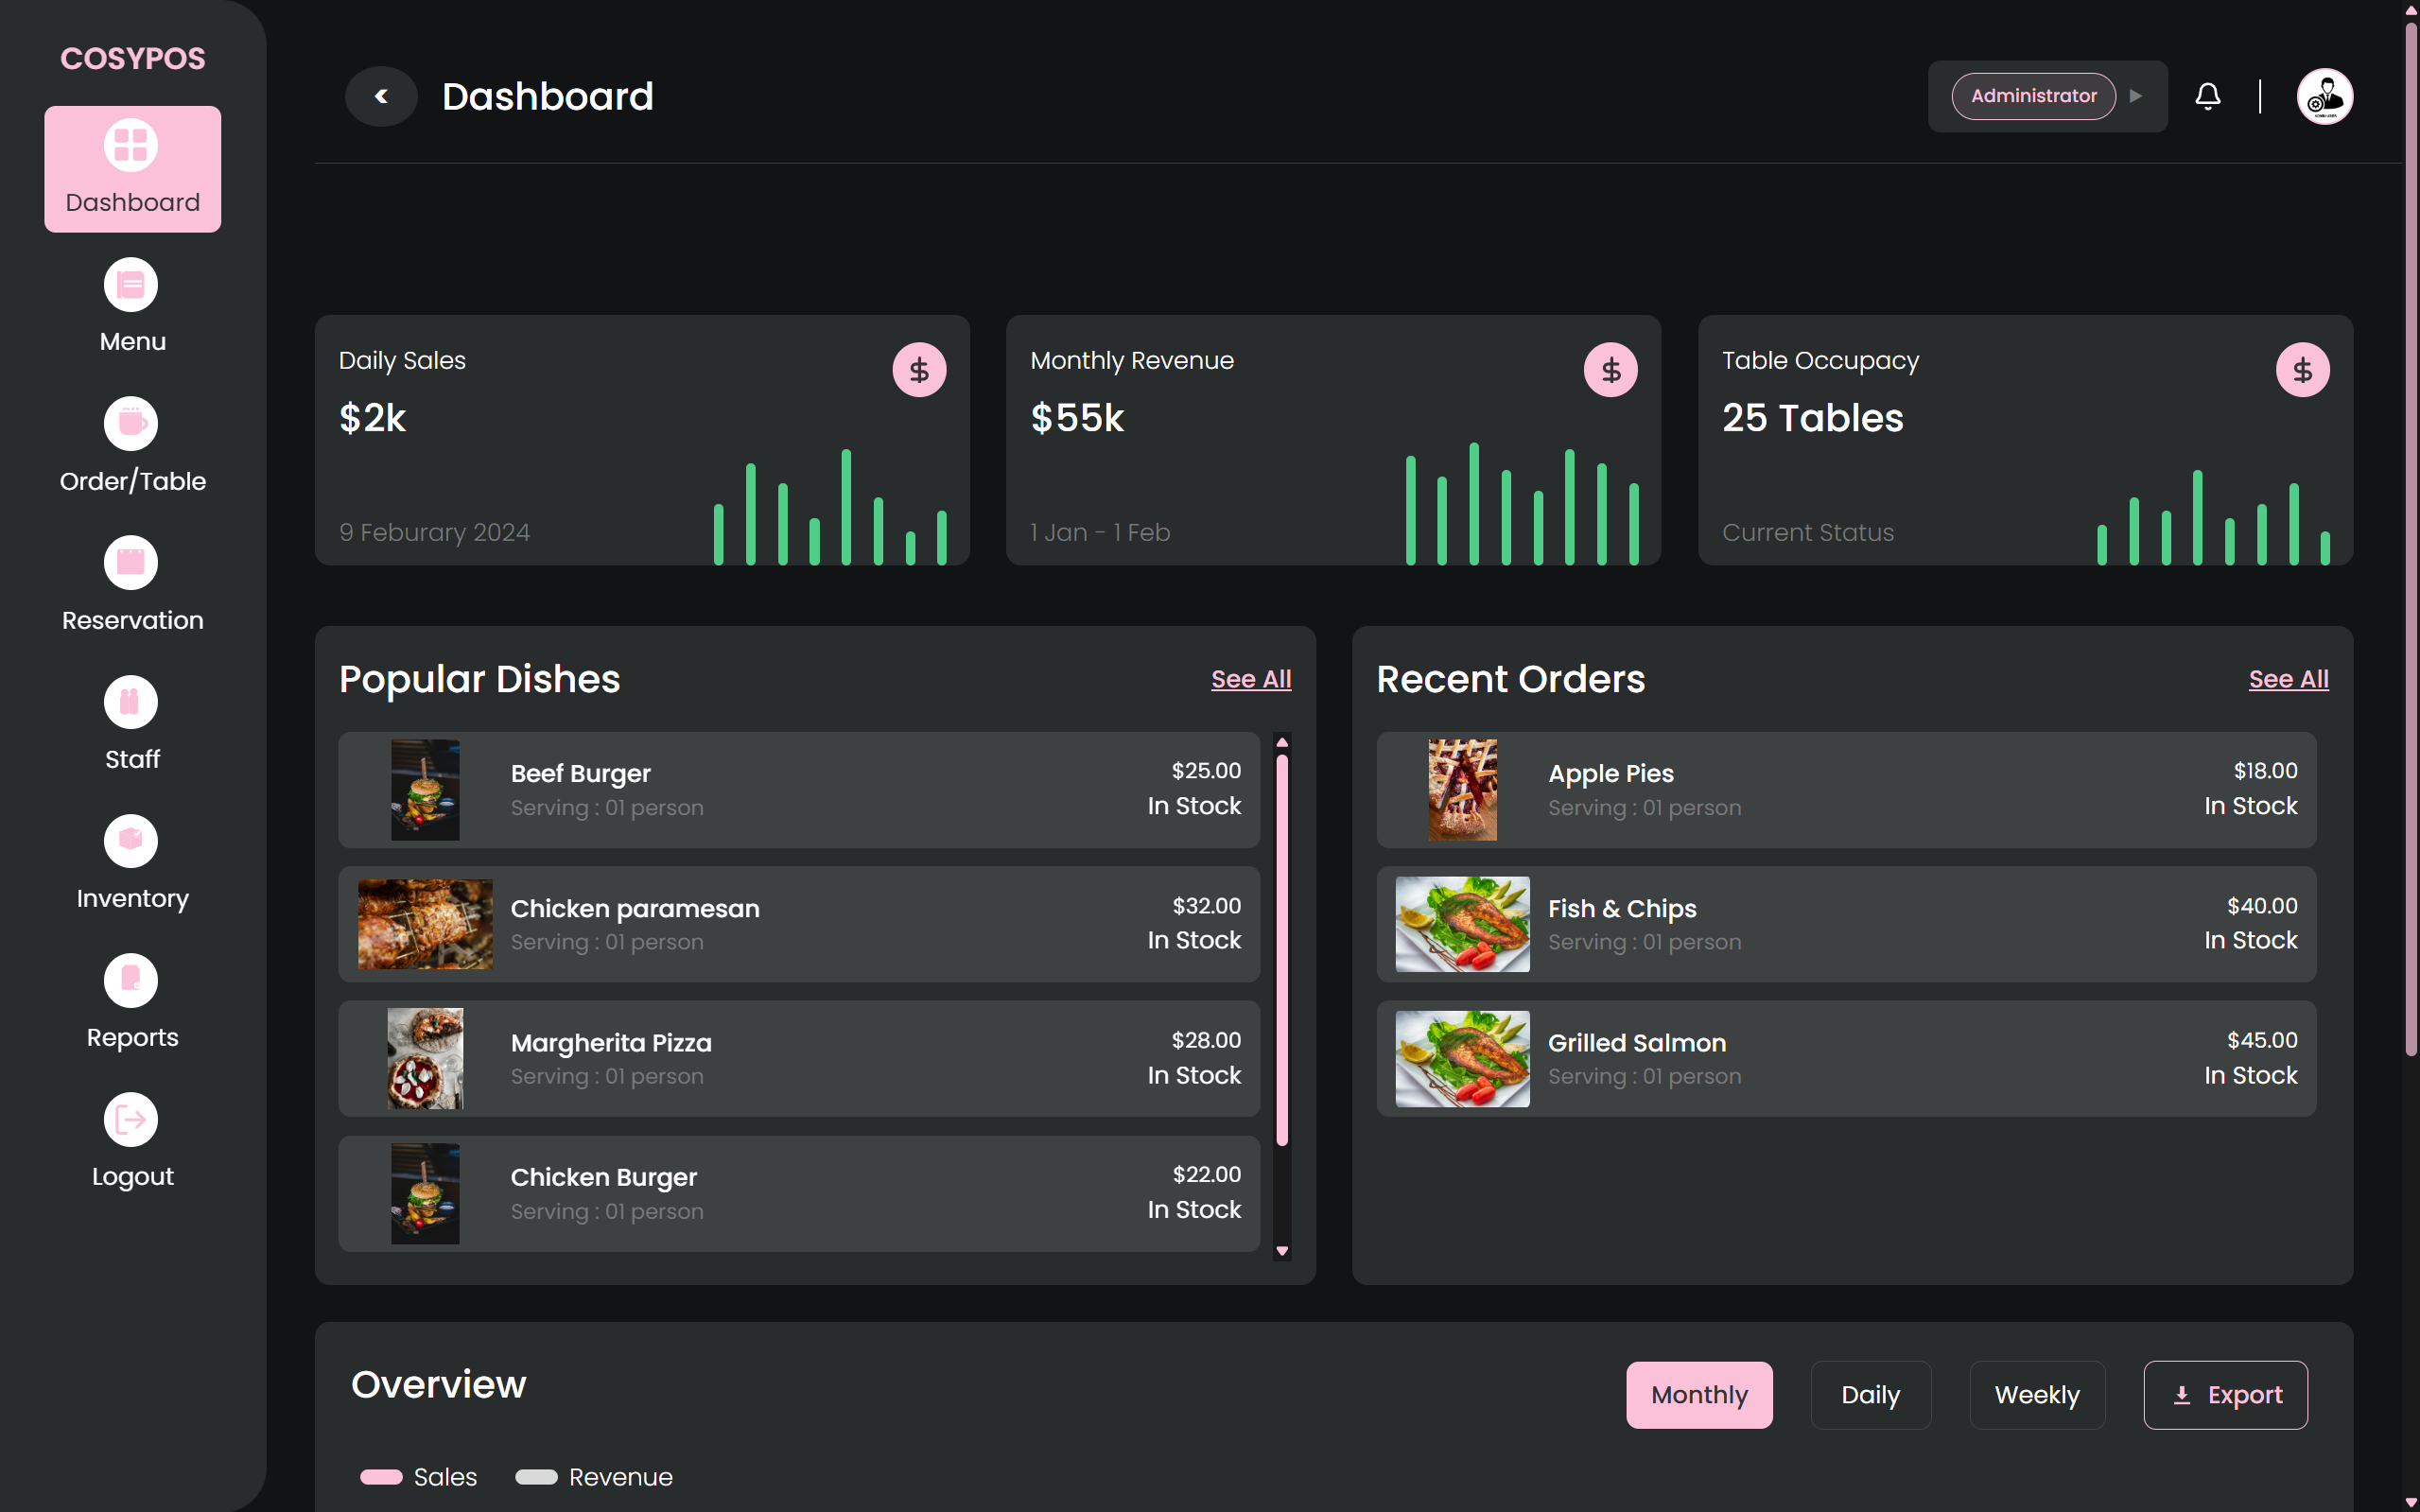 COSYPOS
Dashboard
Menu
Order/Table
Reservation
Staff
Inventory
Reports
Logout
Dashboard
Administrator
Daily Sales
$2k
9 Feburary 2024
Monthly Revenue
$55k
1 Jan - 1 Feb
Table Occupacy
25 Tables
Current Status
Popular Dishes
See All
Beef Burger
Serving : 01 person
$25.00
In Stock
Chicken paramesan
Serving : 01 person
$32.00
In Stock
Margherita Pizza
Serving : 01 person
$28.00
In Stock
Chicken Burger
Serving : 01 person
$22.00
In Stock
Recent Orders
See All
Apple Pies
Serving : 01 person
$18.00
In Stock
Fish & Chips
Serving : 01 person
$40.00
In Stock
Grilled Salmon
Serving : 01 person
$45.00
In Stock
Overview
Monthly
Daily
Weekly
Export
Sales
Revenue